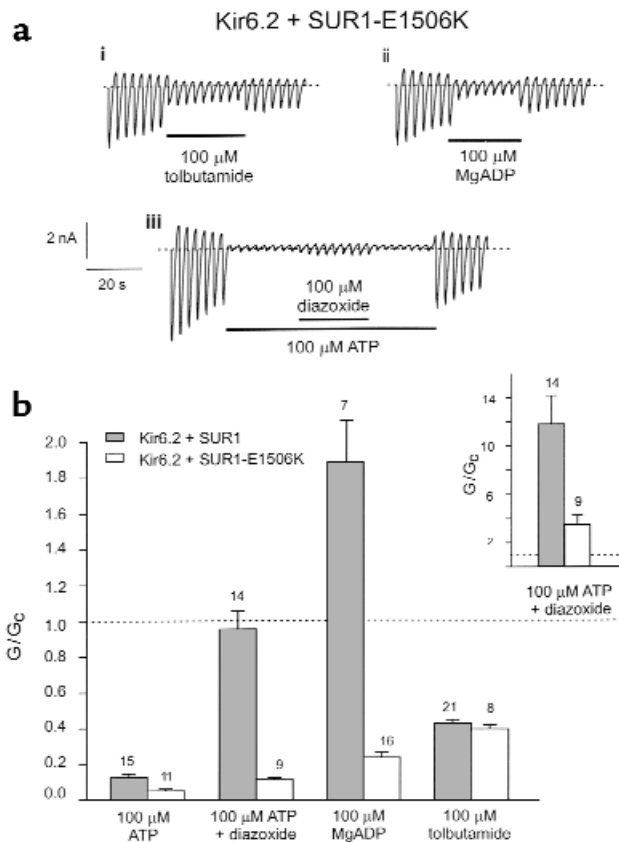 Kir6.2 + SUR1-E1506K
a
i
ii
100 μM
tolbutamide
100 μM
MgADP
iii
2 nA
20 s
100 μM
diazoxide
100 μM ATP
b
Kir6.2 + SUR1
Kir6.2 + SUR1-E1506K
G/Gc
2.0
1.8
1.6
1.4
1.2
1.0
0.8
0.6
0.4
0.2
0.0
15
11
14
9
7
16
21
8
100 μM
ATP
100 μM ATP
+ diazoxide
100 μM
MgADP
100 μM
tolbutamide
G/Gc
14
10
6
2
14
9
100 μM ATP
+ diazoxide